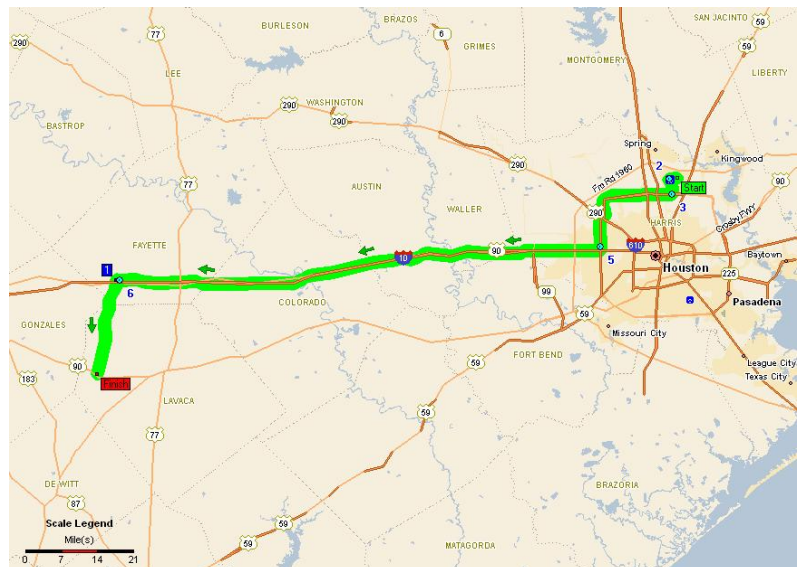 BURLESON
BRAZOS
SAN JACINTO
77
6
59
290
GRIMES
MONTGOMERY
59
LEE
LIBERTY
WASHINGTON
290
290
BASTROP
Spring
Kingwood
290
Fm Rd 1960
2
90
77
AUSTIN
Start
3
WALLER
290
HARRIS
Crosby FWY
FAYETTE
90
610
1
10
5
Houston
Baytown
6
COLORADO
99
225
Pasadena
GONZALES
59
Missouri City
FORT BEND
90
League City
183
Finish
Texas City
LAVACA
59
77
59
DE WITT
BRAZORIA
87
Scale Legend
Mile(s)
59
0 7 14 21
MATAGORDA